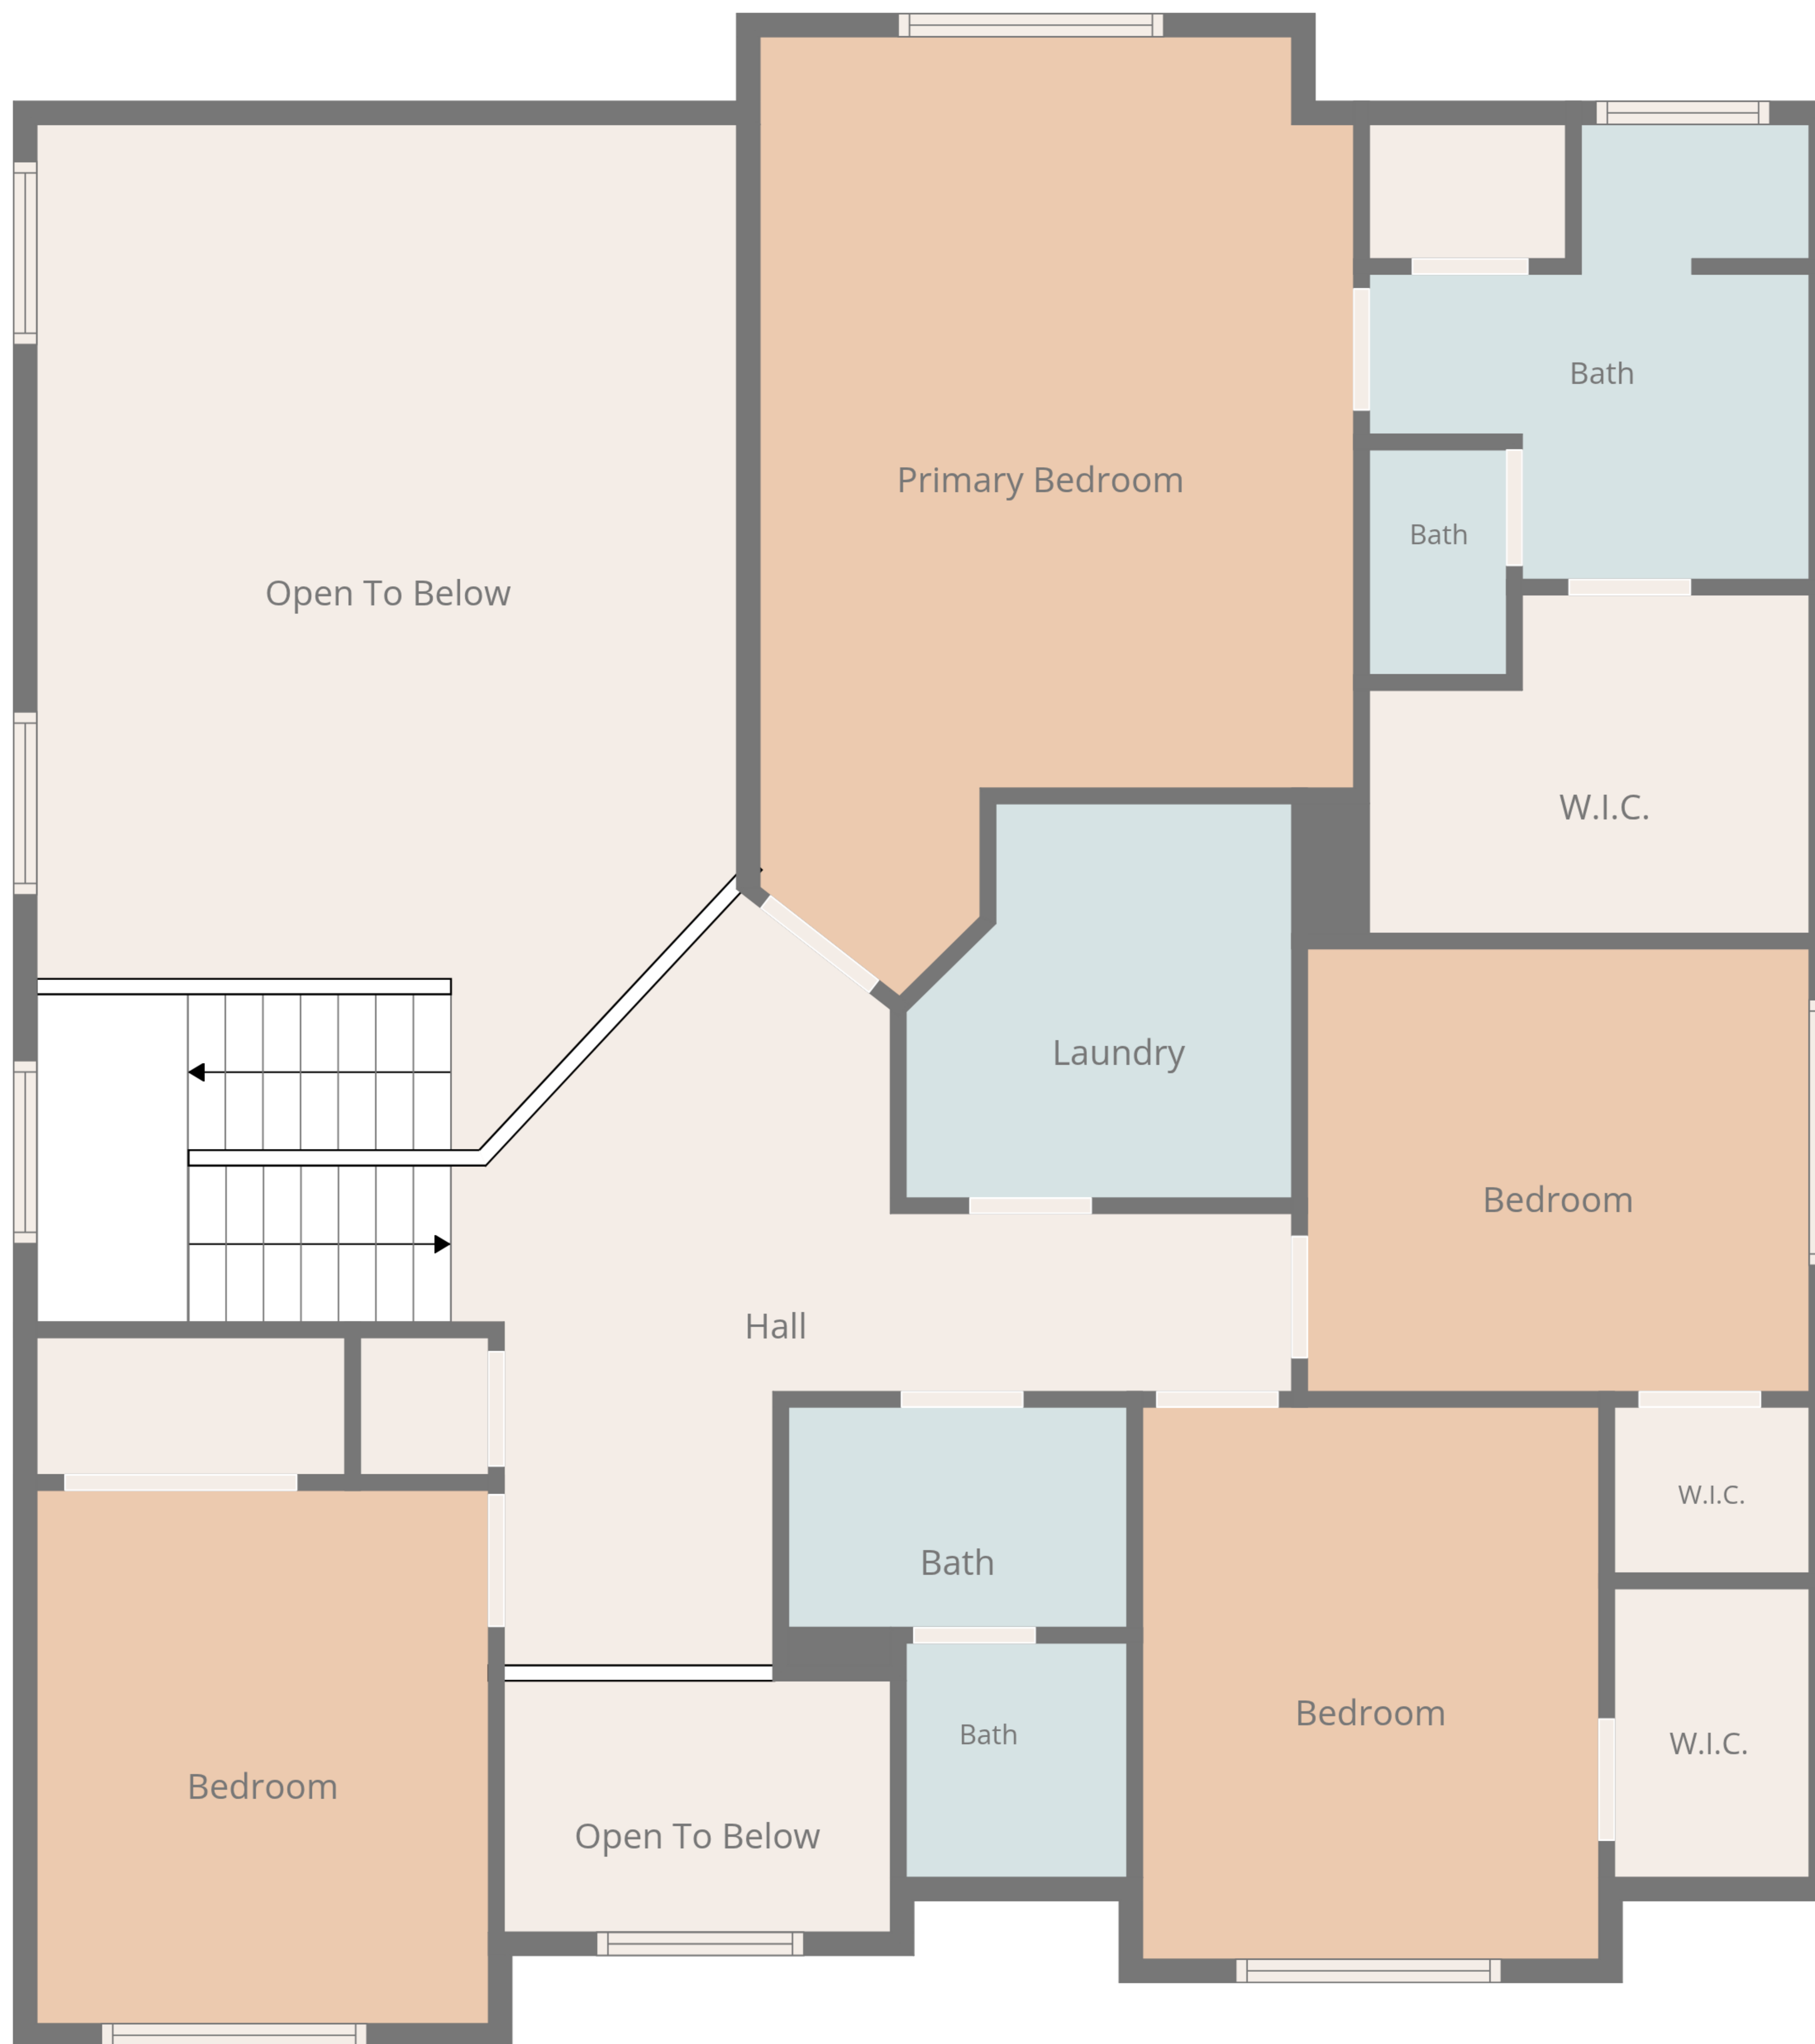 Bath
Primary Bedroom
Bath
Open To Below
W.I.C.
Laundry
Bedroom
Hall
W.I.C.
Bath
Bedroom
Bath
W.I.C.
Bedroom
Open To Below